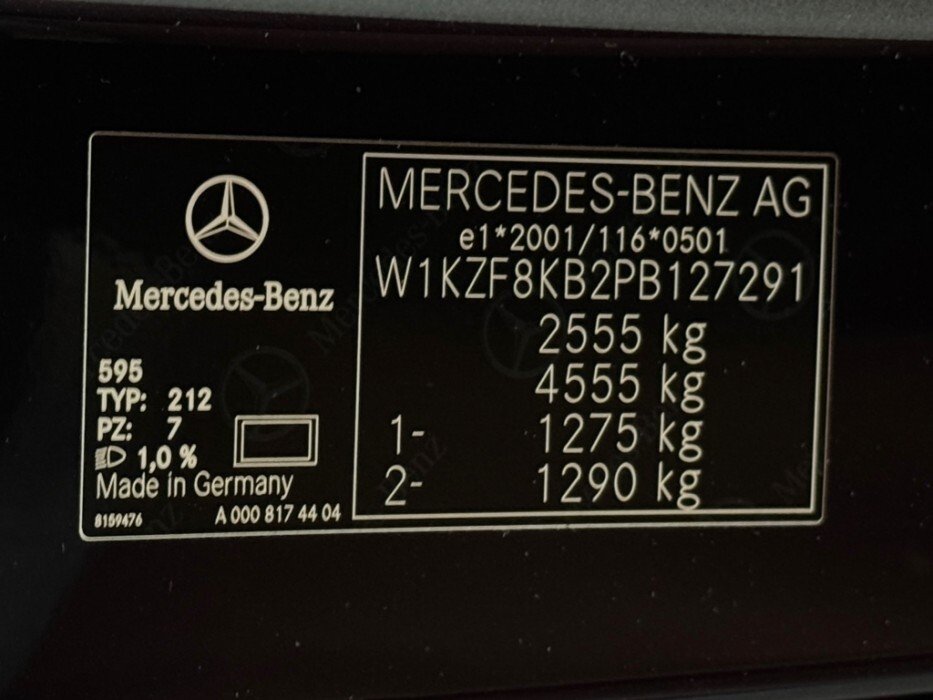 Mercedes-Benz
595
TYP: 212
PZ: 7
1,0 %
Made in Germany
8159476 A 000 817 44 04
MERCEDES-BENZ AG
e1*2001/116*0501
W1KZF8KB2PB127291
2555 kg
4555 kg
1- 1275 kg
2- 1290 kg